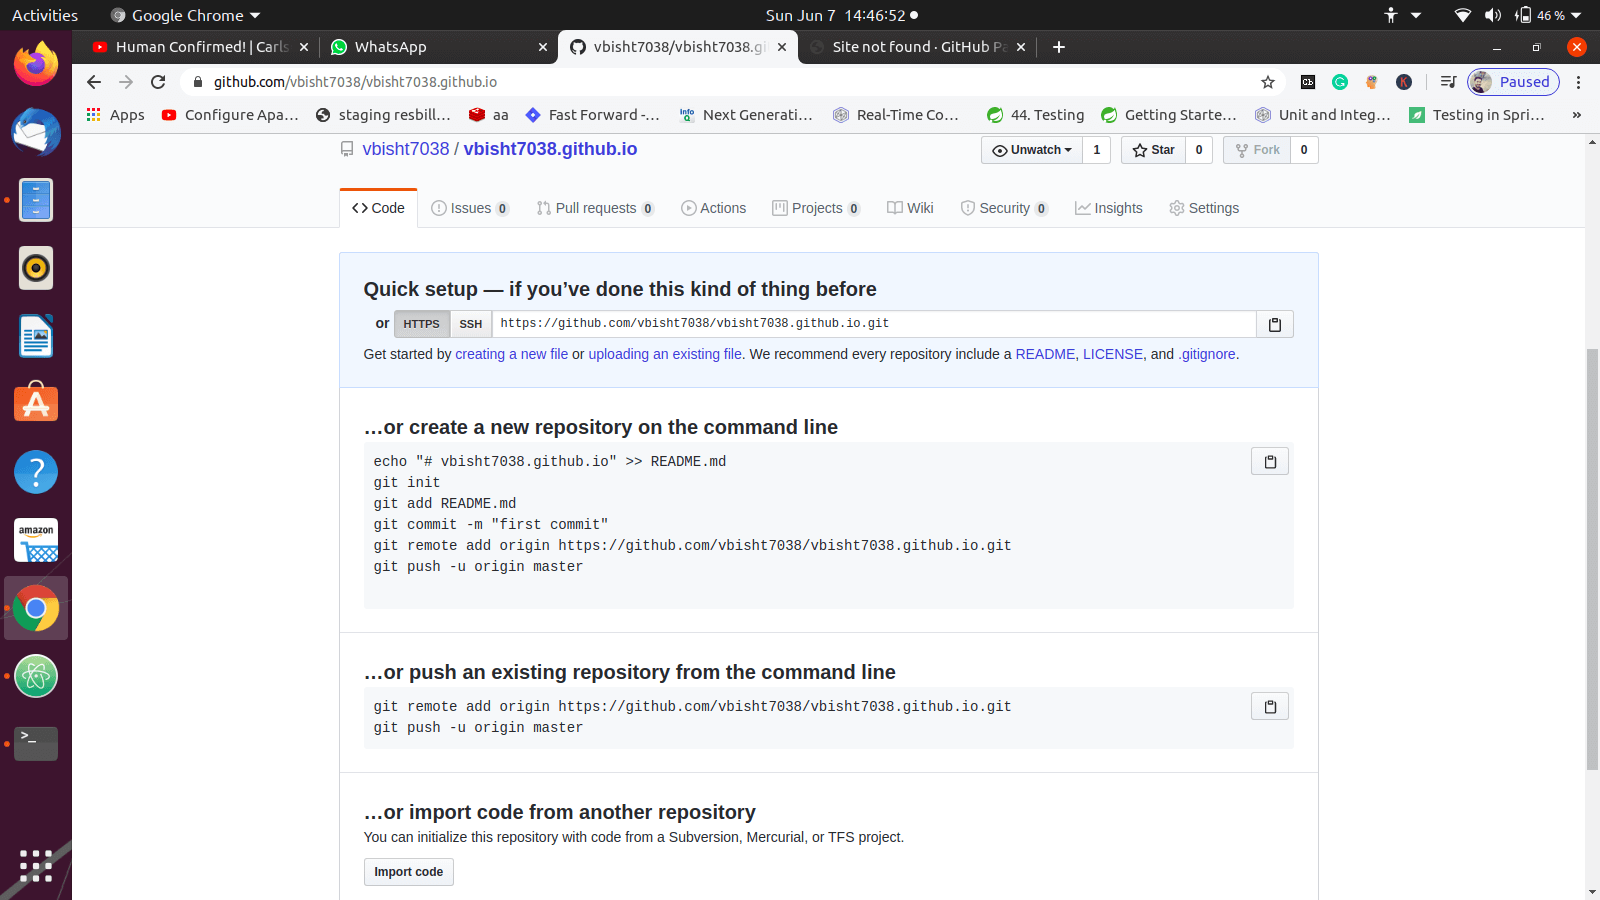 Activities Google Chrome Sun Jun 7 14:46:52 46 %
Human Confirmed! | Carls WhatsApp vbisht7038/vbisht7038.gi Site not found · GitHub Pa
github.com/vbisht7038/vbisht7038.github.io Paused
Apps Configure Apa... staging resbill... aa Fast Forward -... Next Generati... Real-Time Co... 44. Testing Getting Starte... Unit and Integ... Testing in Spri... »
vbisht7038 / vbisht7038.github.io Unwatch 1 Star 0 Fork 0
Code Issues 0 Pull requests 0 Actions Projects 0 Wiki Security 0 Insights Settings
Quick setup — if you’ve done this kind of thing before
or HTTPS SSH https://github.com/vbisht7038/vbisht7038.github.io.git
Get started by creating a new file or uploading an existing file. We recommend every repository include a README, LICENSE, and .gitignore.
…or create a new repository on the command line
echo "# vbisht7038.github.io" >> README.md
git init
git add README.md
git commit -m "first commit"
git remote add origin https://github.com/vbisht7038/vbisht7038.github.io.git
git push -u origin master
…or push an existing repository from the command line
git remote add origin https://github.com/vbisht7038/vbisht7038.github.io.git
git push -u origin master
…or import code from another repository
You can initialize this repository with code from a Subversion, Mercurial, or TFS project.
Import code
amazon